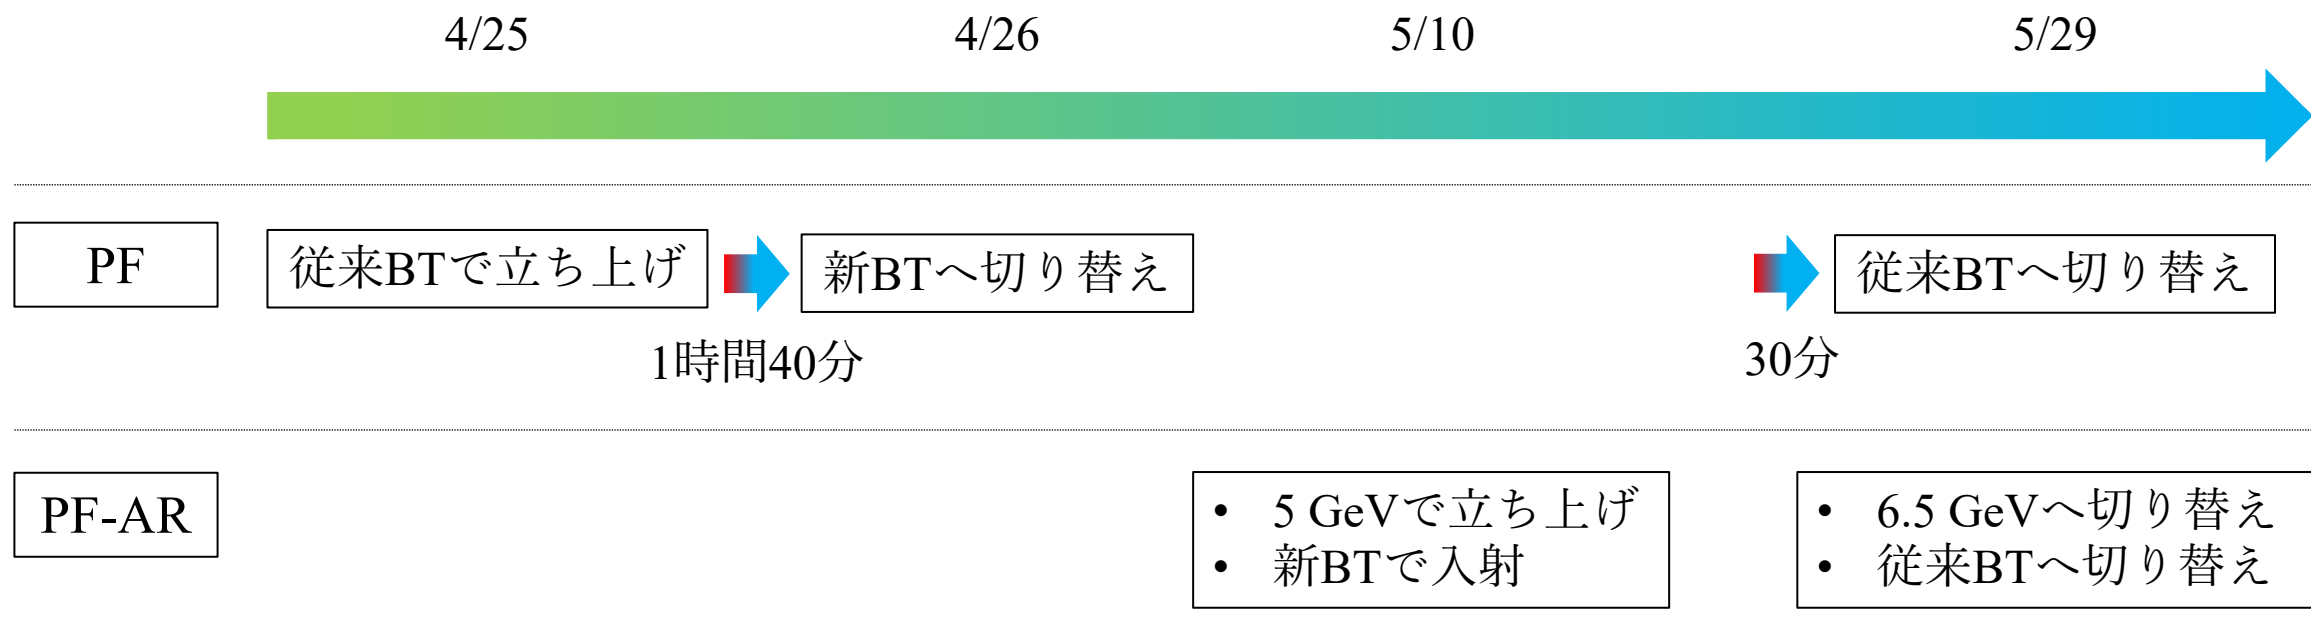 4/25
4/26
5/10
5/29
PF
従来BTで立ち上げ
新BTへ切り替え
従来BTへ切り替え
1時間40分
30分
PF-AR
• 5 GeVで立ち上げ
• 新BTで入射
• 6.5 GeVへ切り替え
• 従来BTへ切り替え